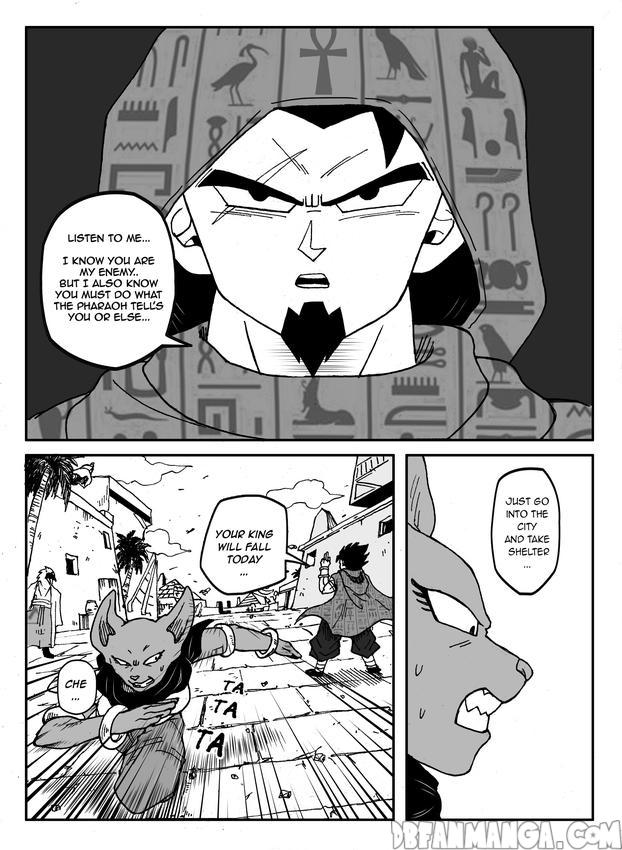 LISTEN TO ME...
I KNOW YOU ARE
MY ENEMY..
BUT I ALSO KNOW
YOU MUST DO WHAT
THE PHARAOH TELL'S
YOU OR ELSE...
JUST GO
INTO THE
CITY
AND TAKE
SHELTER
...
YOUR KING
WILL FALL
TODAY
...
CHE
...
TA
TA
TA
DBFANMANGA.COM